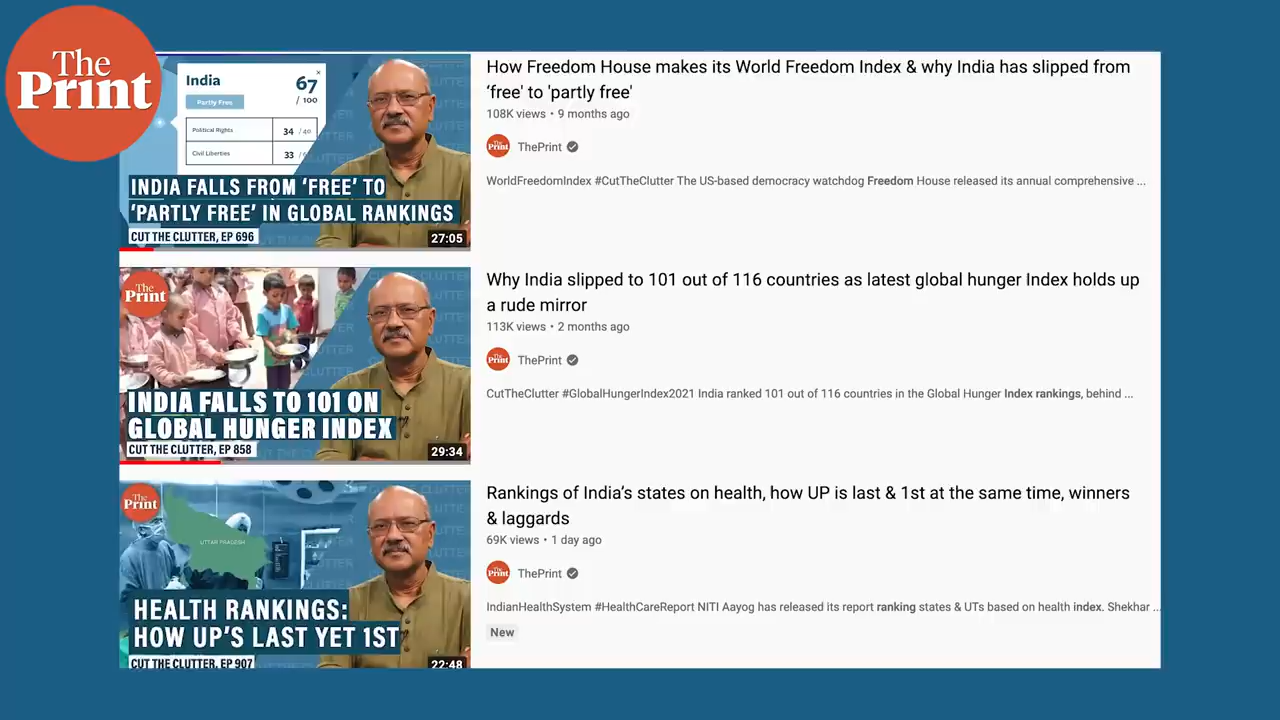 The
Print
India
67
/ 100
Partly Free
Political Rights
34 / 40
Civil Liberties
33
INDIA FALLS FROM ‘FREE’ TO
‘PARTLY FREE’ IN GLOBAL RANKINGS
CUT THE CLUTTER, EP 696
27:05
How Freedom House makes its World Freedom Index & why India has slipped from
‘free' to 'partly free'
108K views • 9 months ago
The
Print
ThePrint
WorldFreedomIndex #CutTheClutter The US-based democracy watchdog Freedom House released its annual comprehensive ...
The
Print
INDIA FALLS TO 101 ON
GLOBAL HUNGER INDEX
CUT THE CLUTTER, EP 858
29:34
Why India slipped to 101 out of 116 countries as latest global hunger Index holds up
a rude mirror
113K views • 2 months ago
The
Print
ThePrint
CutTheClutter #GlobalHungerIndex2021 India ranked 101 out of 116 countries in the Global Hunger Index rankings, behind ...
The
Print
UTTAR PRADESH
HEALTH RANKINGS:
HOW UP'S LAST YET 1ST
CUT THE CLUTTER, EP 907
22:48
Rankings of India’s states on health, how UP is last & 1st at the same time, winners
& laggards
69K views • 1 day ago
The
Print
ThePrint
IndianHealthSystem #HealthCareReport NITI Aayog has released its report ranking states & UTs based on health index. Shekhar ...
New